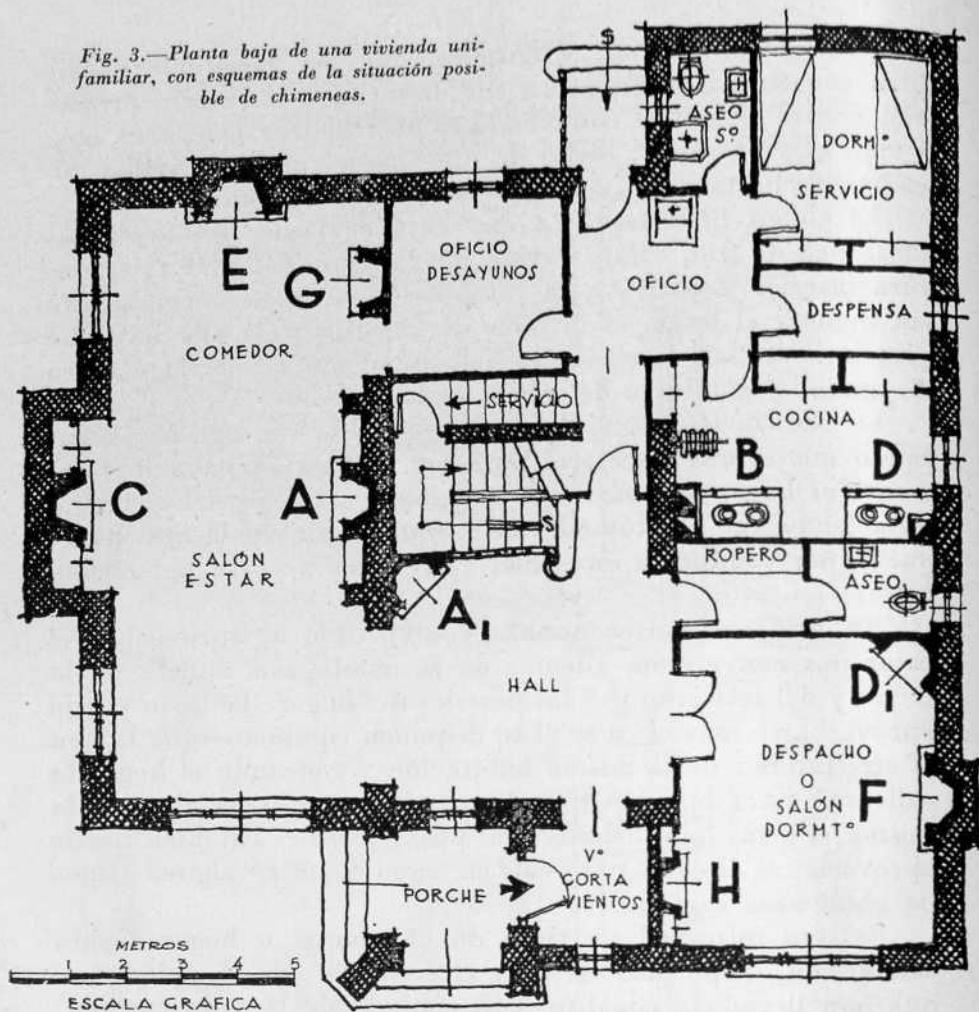 Fig. 3.—Planta baja de una vivienda uni-
familiar, con esquemas de la situación posi-
ble de chimeneas.
$
ASEO
Sº
DORMº
SERVICIO
OFICIO
DESAYUNOS
OFICIO
E
G
COMEDOR
DESPENSA
SERVICIO
COCINA
B
D
C
A
SALÓN
ESTAR
$
ROPERO
ASEO
A1
D1
HALL
DESPACHO
O
SALÓN
DORMTº
F
PORCHE
Vº
CORTA
VIENTOS
H
METROS
1 2 3 4 5
ESCALA GRAFICA